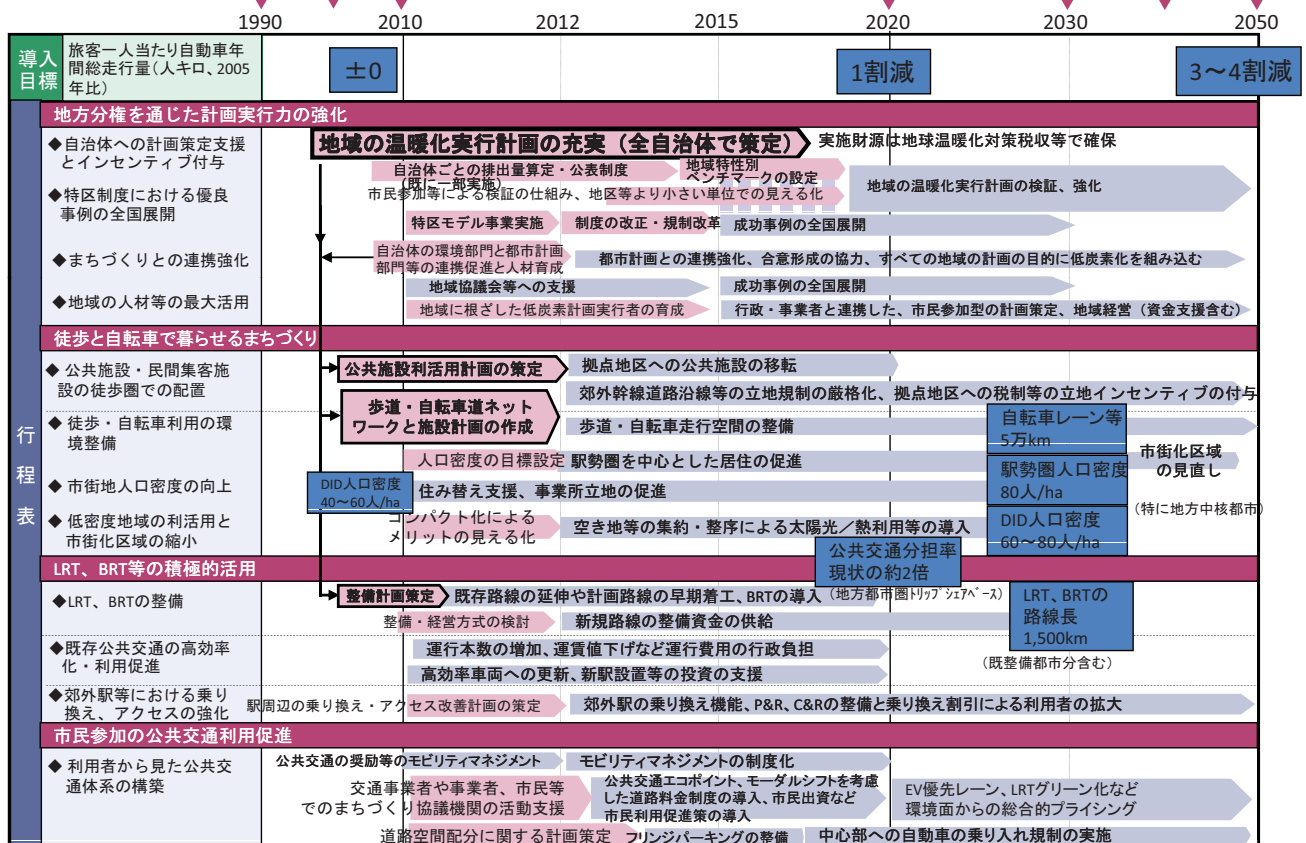 1990 2010 2012 2015 2020 2030 2050
導入
目標
旅客一人当たり自動車年
間総走行量(人キロ、2005
年比)
±0
1割減
3～4割減
行
程
表
地方分権を通じた計画実行力の強化
◆自治体への計画策定支援
とインセンティブ付与
地域の温暖化実行計画の充実（全自治体で策定）
実施財源は地球温暖化対策税収等で確保
自治体ごとの排出量算定・公表制度
(既に一部実施)
地域特性別
ベンチマークの設定
市民参加等による検証の仕組み、地区等より小さい単位での見える化
地域の温暖化実行計画の検証、強化
◆特区制度における優良
事例の全国展開
特区モデル事業実施
制度の改正・規制改革
成功事例の全国展開
◆まちづくりとの連携強化
自治体の環境部門と都市計画
部門等の連携促進と人材育成
都市計画との連携強化、合意形成の協力、すべての地域の計画の目的に低炭素化を組み込む
◆地域の人材等の最大活用
地域協議会等への支援
成功事例の全国展開
地域に根ざした低炭素計画実行者の育成
行政・事業者と連携した、市民参加型の計画策定、地域経営（資金支援含む）
徒歩と自転車で暮らせるまちづくり
◆ 公共施設・民間集客施
設の徒歩圏での配置
公共施設利活用計画の策定
拠点地区への公共施設の移転
郊外幹線道路沿線等の立地規制の厳格化、拠点地区への税制等の立地インセンティブの付与
◆ 徒歩・自転車利用の環
境整備
歩道・自転車道ネット
ワークと施設計画の作成
歩道・自転車走行空間の整備
自転車レーン等
5万km
◆ 市街地人口密度の向上
人口密度の目標設定
駅勢圏を中心とした居住の促進
駅勢圏人口密度
80人/ha
市街化区域
の見直し
(特に地方中核都市)
DID人口密度
40～60人/ha
住み替え支援、事業所立地の促進
◆ 低密度地域の利活用と
市街化区域の縮小
コンパクト化による
メリットの見える化
空き地等の集約・整序による太陽光／熱利用等の導入
DID人口密度
60～80人/ha
LRT、BRT等の積極的活用
公共交通分担率
現状の約2倍
(地方都市圏トリップシェアベース)
◆LRT、BRTの整備
整備計画策定
既存路線の延伸や計画路線の早期着工、BRTの導入
整備・経営方式の検討
新規路線の整備資金の供給
LRT、BRTの
路線長
1,500km
(既整備都市分含む)
◆既存公共交通の高効率
化・利用促進
運行本数の増加、運賃値下げなど運行費用の行政負担
高効率車両への更新、新駅設置等の投資の支援
◆郊外駅等における乗り
換え、アクセスの強化
駅周辺の乗り換え・アクセス改善計画の策定
郊外駅の乗り換え機能、P&R、C&Rの整備と乗り換え割引による利用者の拡大
市民参加の公共交通利用促進
◆ 利用者から見た公共交
通体系の構築
公共交通の奨励等のモビリティマネジメント
モビリティマネジメントの制度化
交通事業者や事業者、市民等
でのまちづくり協議機関の活動支援
公共交通エコポイント、モーダルシフトを考慮
した道路料金制度の導入、市民出資など
市民利用促進策の導入
EV優先レーン、LRTグリーン化など
環境面からの総合的プライシング
道路空間配分に関する計画策定
フリンジパーキングの整備
中心部への自動車の乗り入れ規制の実施